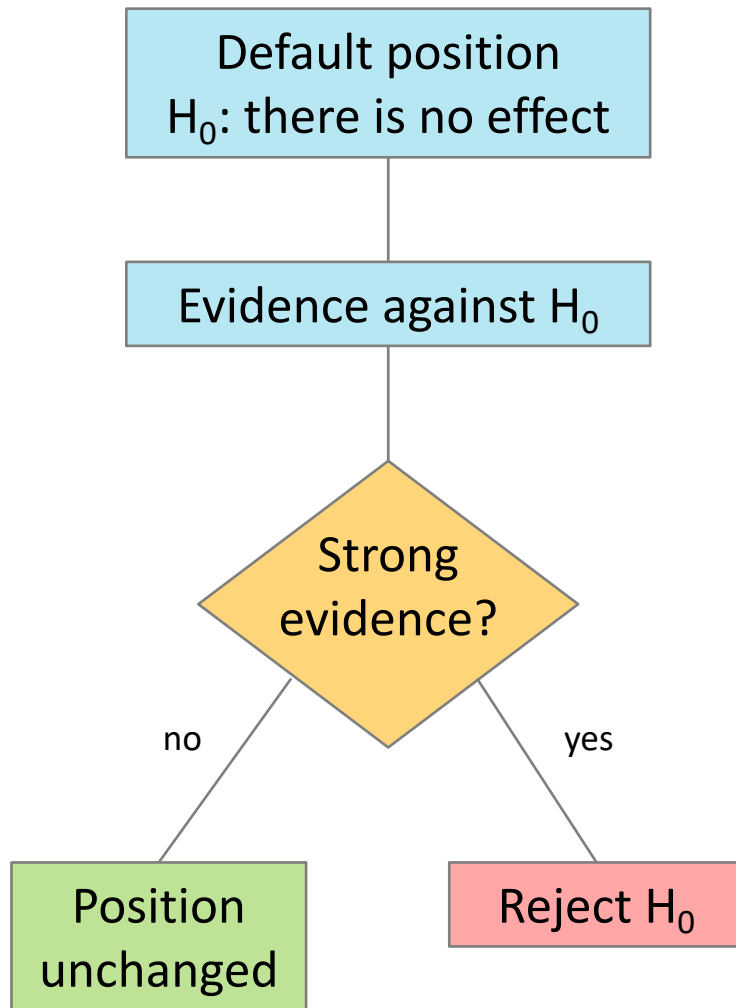 Default position
H₀: there is no effect
Evidence against H₀
Strong
evidence?
no
yes
Position
unchanged
Reject H₀